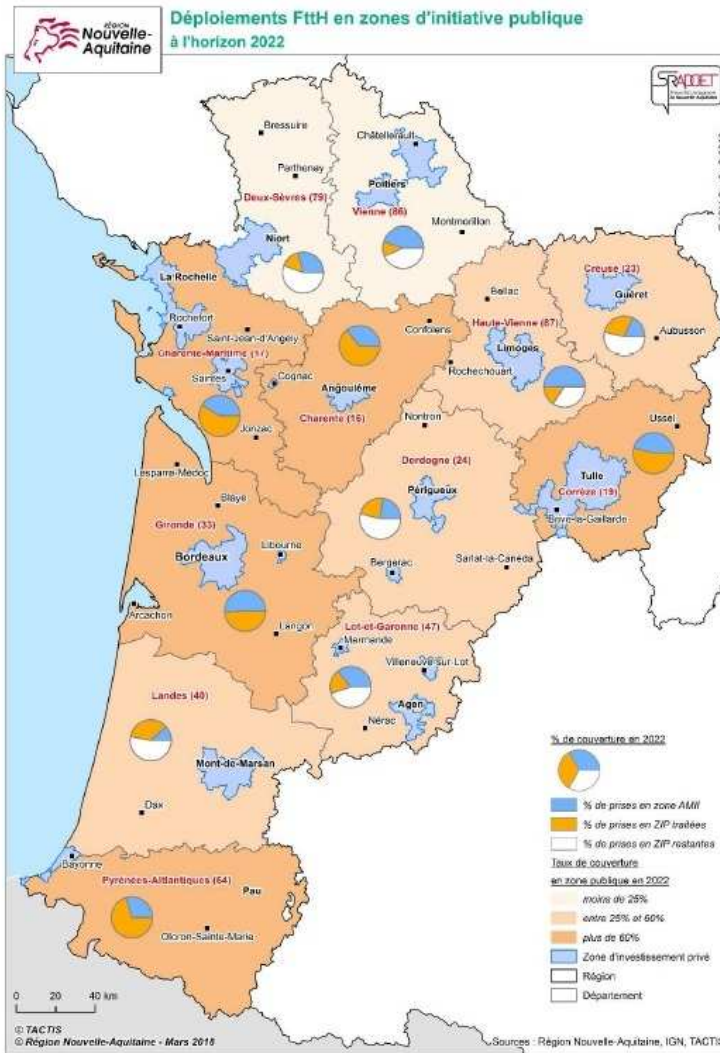 RÉGION
Nouvelle-
Aquitaine
Déploiements FttH en zones d'initiative publique
à l'horizon 2022
SRADDET
de Nouvelle-Aquitaine
Bressuire
Châtellerault
Parthenay
Poitiers
Deux-Sèvres (79)
Vienne (86)
Montmorillon
Niort
La Rochelle
Creuse (23)
Guéret
Bellac
Rochefort
Confolens
Haute-Vienne (87)
Aubusson
Saint-Jean-d'Angély
Limoges
Charente-Maritime (17)
Rochechouart
Saintes
Cognac
Angoulême
Charente (16)
Nontron
Ussel
Jonzac
Dordogne (24)
Lesparre-Médoc
Tulle
Périgueux
Corrèze (19)
Blaye
Brive-la-Gaillarde
Gironde (33)
Libourne
Bordeaux
Bergerac
Sarlat-la-Canéda
Arcachon
Langon
Lot-et-Garonne (47)
Marmande
Villeneuve-sur-Lot
Landes (40)
Agen
Nérac
Mont-de-Marsan
Dax
Bayonne
Pyrénées-Altlantiques (64)
Pau
Oloron-Sainte-Marie
% de couverture en 2022
% de prises en zone AMII
% de prises en ZIP traitées
% de prises en ZIP restantes
Taux de couverture
en zone publique en 2022
moins de 25%
entre 25% et 60%
plus de 60%
Zone d'investissement privé
Région
Département
0 20 40 km
© TACTIS
© Région Nouvelle-Aquitaine - Mars 2018
Sources : Région Nouvelle-Aquitaine, IGN, TACTIS